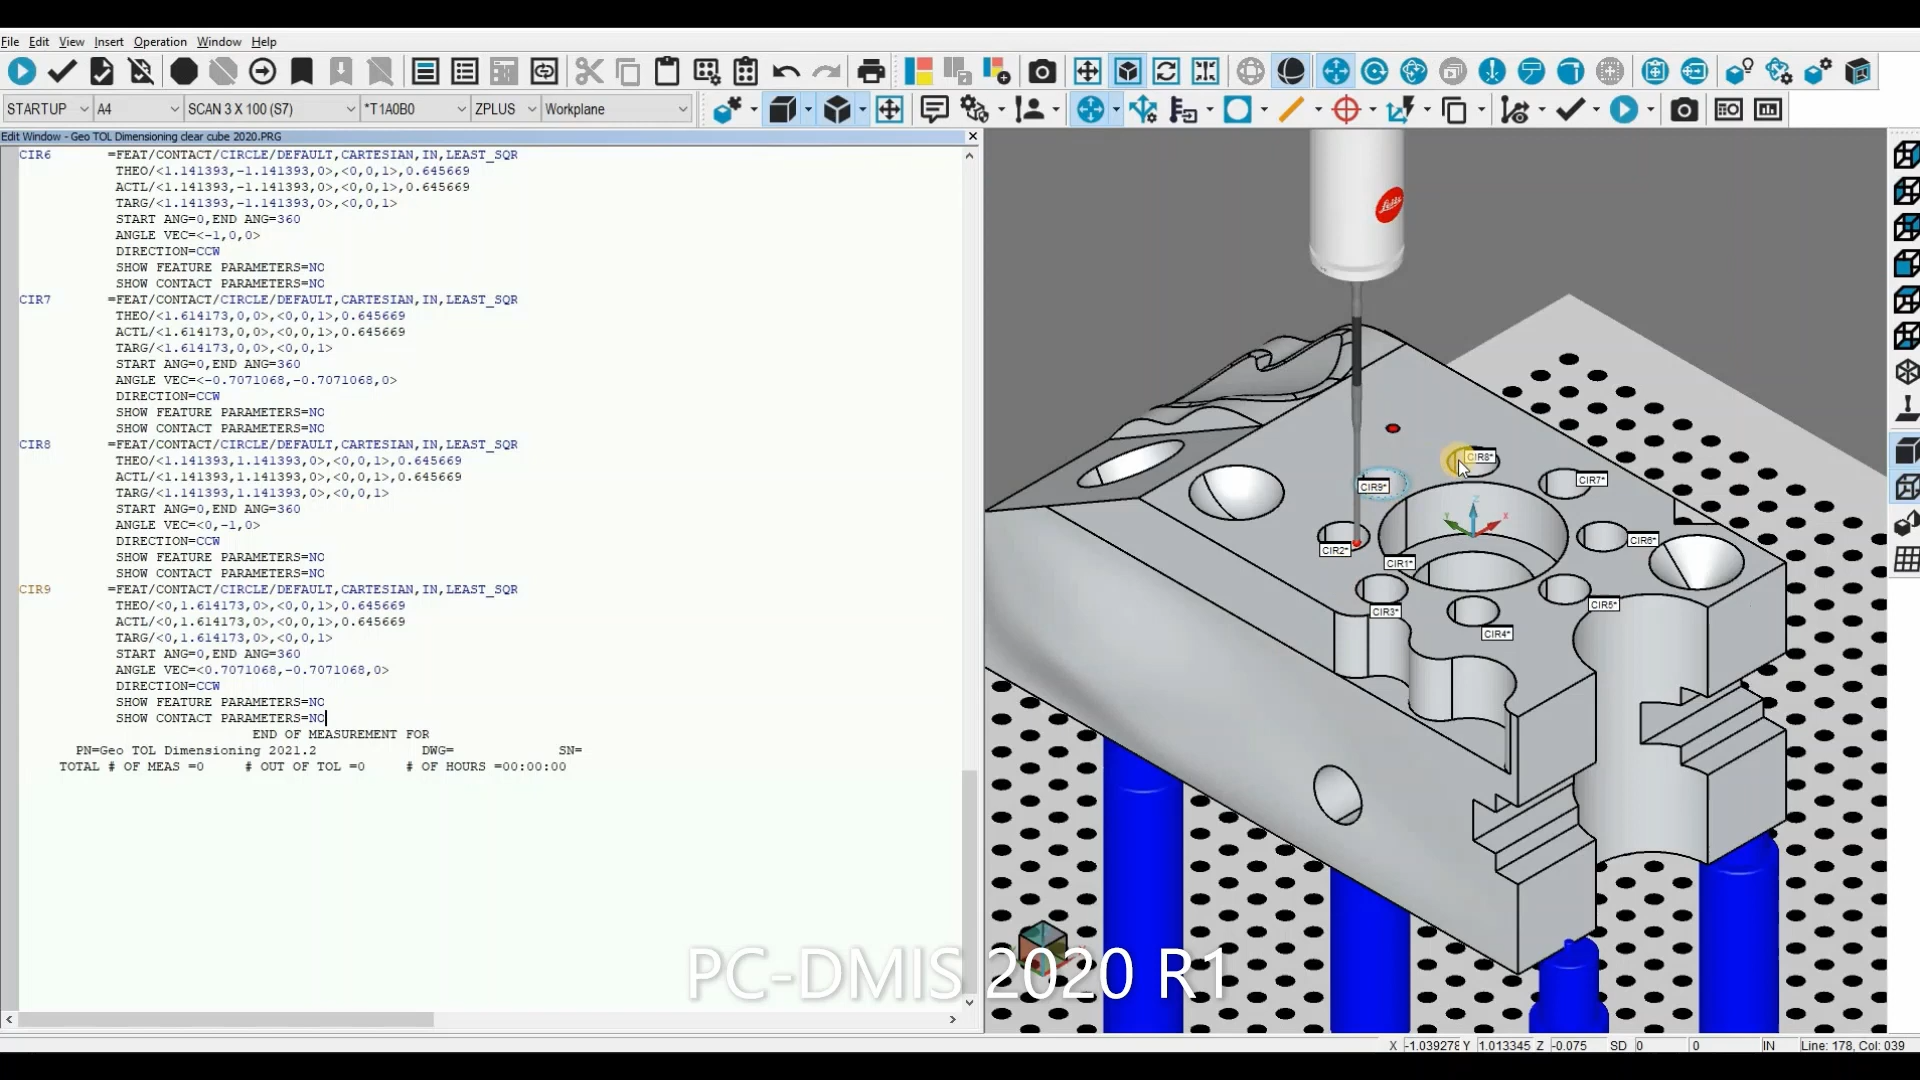 File Edit View Insert Operation Window Help
STARTUP A4 SCAN 3 X 100 (S7) *T1A0B0 ZPLUS Workplane
Edit Window - Geo TOL Dimensioning clear cube 2020.PRG
CIR6 =FEAT/CONTACT/CIRCLE/DEFAULT,CARTESIAN,IN,LEAST_SQR
THEO/<1.141393,-1.141393,0>,<0,0,1>,0.645669
ACTL/<1.141393,-1.141393,0>,<0,0,1>,0.645669
TARG/<1.141393,-1.141393,0>,<0,0,1>
START ANG=0,END ANG=360
ANGLE VEC=<-1,0,0>
DIRECTION=CCW
SHOW FEATURE PARAMETERS=NO
SHOW CONTACT PARAMETERS=NO
CIR7 =FEAT/CONTACT/CIRCLE/DEFAULT,CARTESIAN,IN,LEAST_SQR
THEO/<1.614173,0,0>,<0,0,1>,0.645669
ACTL/<1.614173,0,0>,<0,0,1>,0.645669
TARG/<1.614173,0,0>,<0,0,1>
START ANG=0,END ANG=360
ANGLE VEC=<-0.7071068,-0.7071068,0>
DIRECTION=CCW
SHOW FEATURE PARAMETERS=NO
SHOW CONTACT PARAMETERS=NO
CIR8 =FEAT/CONTACT/CIRCLE/DEFAULT,CARTESIAN,IN,LEAST_SQR
THEO/<1.141393,1.141393,0>,<0,0,1>,0.645669
ACTL/<1.141393,1.141393,0>,<0,0,1>,0.645669
TARG/<1.141393,1.141393,0>,<0,0,1>
START ANG=0,END ANG=360
ANGLE VEC=<0,-1,0>
DIRECTION=CCW
SHOW FEATURE PARAMETERS=NO
SHOW CONTACT PARAMETERS=NO
CIR9 =FEAT/CONTACT/CIRCLE/DEFAULT,CARTESIAN,IN,LEAST_SQR
THEO/<0,1.614173,0>,<0,0,1>,0.645669
ACTL/<0,1.614173,0>,<0,0,1>,0.645669
TARG/<0,1.614173,0>,<0,0,1>
START ANG=0,END ANG=360
ANGLE VEC=<0.7071068,-0.7071068,0>
DIRECTION=CCW
SHOW FEATURE PARAMETERS=NO
SHOW CONTACT PARAMETERS=NO
END OF MEASUREMENT FOR
PN=Geo TOL Dimensioning 2021.2 DWG= SN=
TOTAL # OF MEAS =0 # OUT OF TOL =0 # OF HOURS =00:00:00
Leitz
CIR8*
CIR9* CIR7*
Z
Y X
CIR2* CIR6*
CIR1*
CIR3* CIR5*
CIR4*
PC-DMIS 2020 R1
X -1.039278 Y 1.013345 Z -0.075 SD 0 0 IN Line: 178, Col: 039